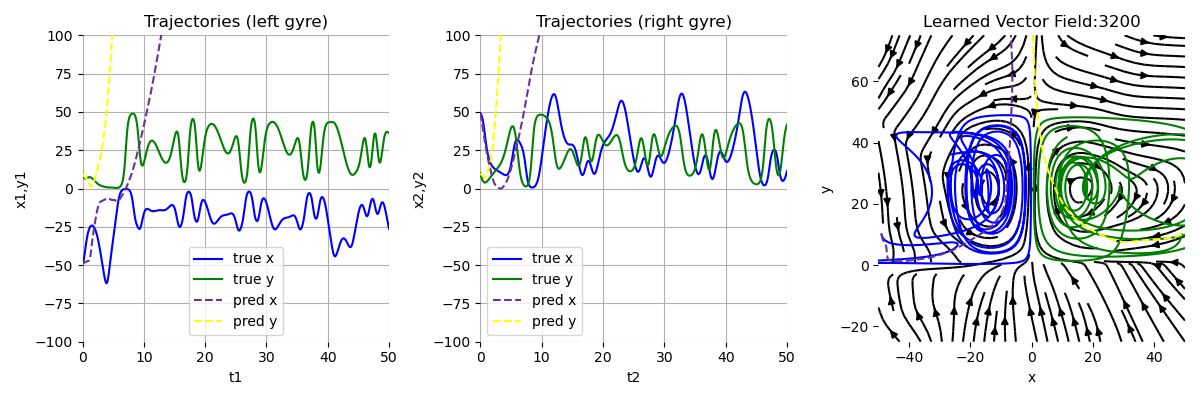 Trajectories (left gyre)
x1,y1
100
75
50
25
0
−25
−50
−75
−100
0
10
20
30
40
50
t1
true x
true y
pred x
pred y
Trajectories (right gyre)
x2,y2
100
75
50
25
0
−25
−50
−75
−100
0
10
20
30
40
50
t2
true x
true y
pred x
pred y
Learned Vector Field:3200
y
60
40
20
0
−20
−40
−20
0
20
40
x